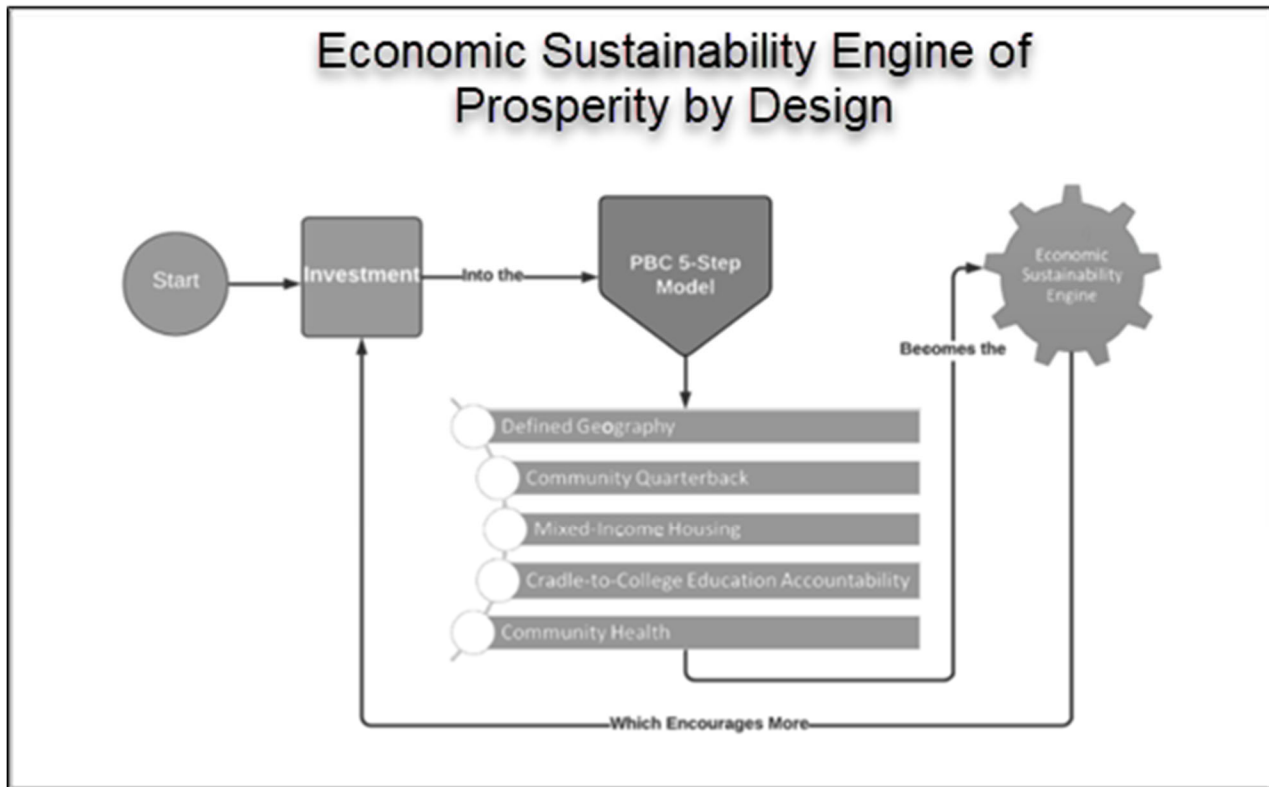 Economic Sustainability Engine of
Prosperity by Design
Start
Investment
Into the
PBC 5-Step
Model
Economic
Sustainability
Engine
Becomes the
Defined Geography
Community Quarterback
Mixed-Income Housing
Cradle-to-College Education Accountability
Community Health
Which Encourages More